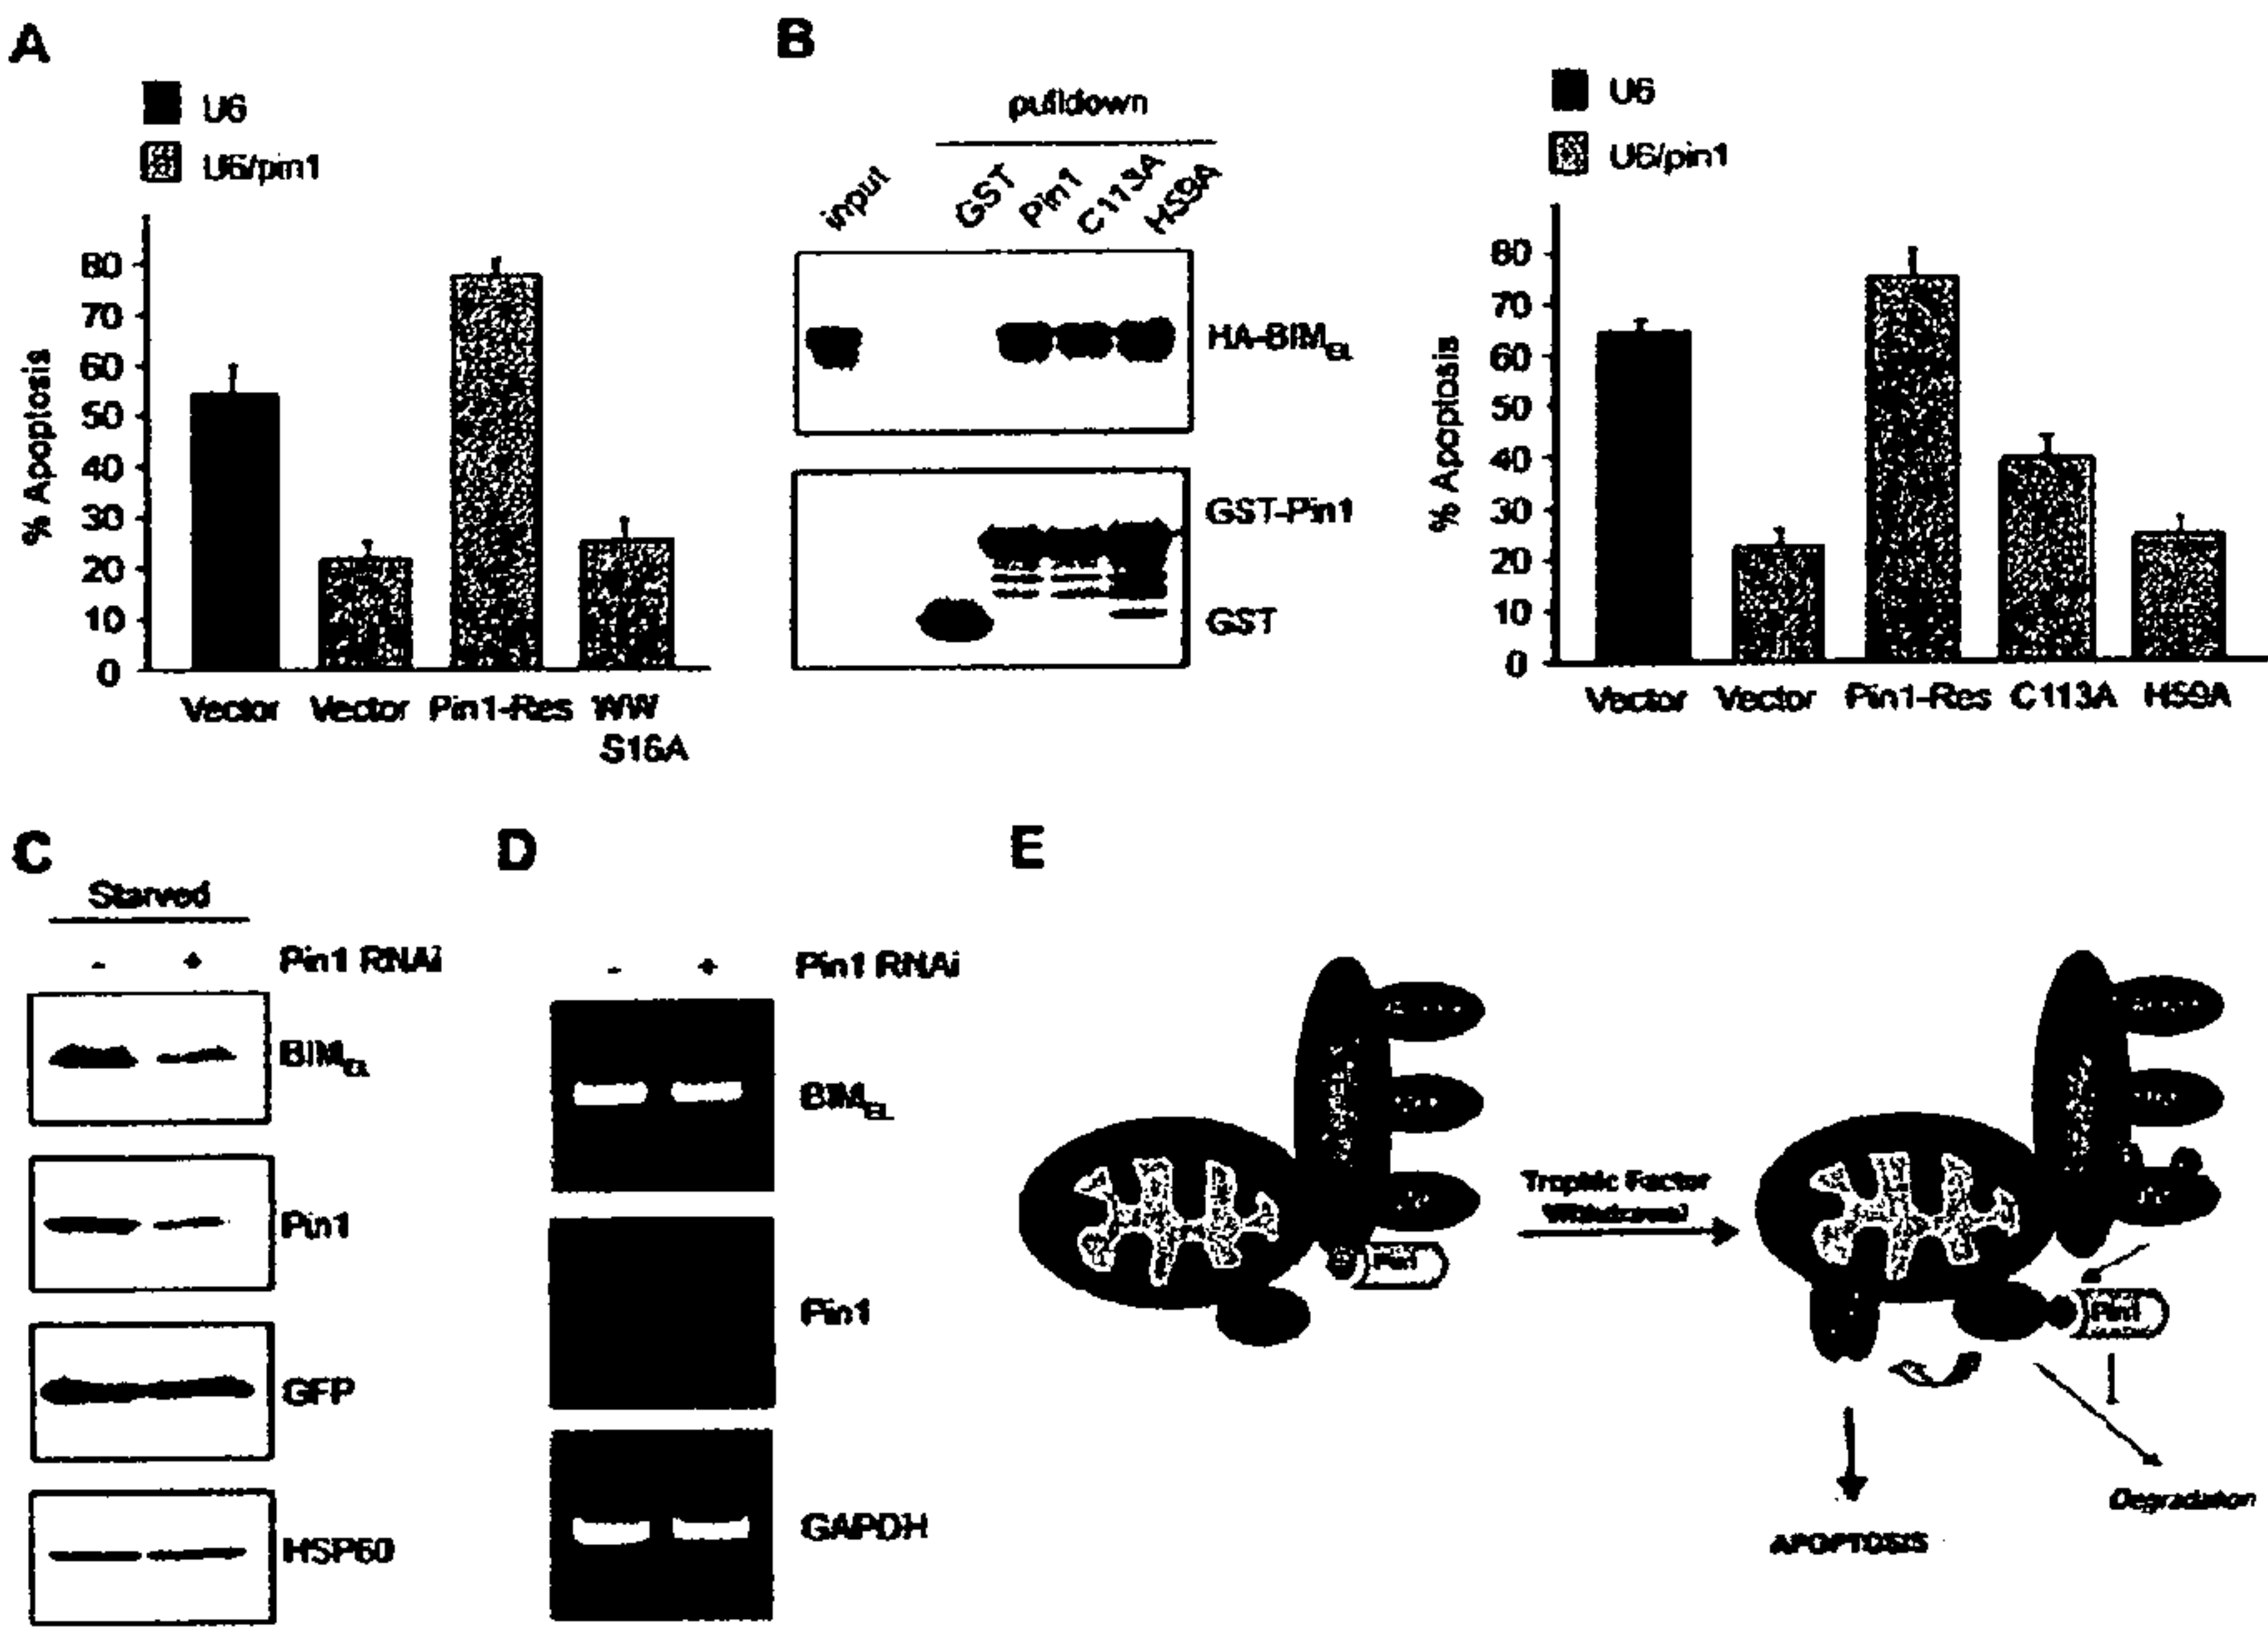 A
U6
U6/pin1
% Apoptosis
80
70
60
50
40
30
20
10
0
Vector
Vector
Pin1-Res
WW
S16A
B
pulldown
input
GST
Pin1
C113A
H59A
HA-BIMEL
GST-Pin1
GST
U6
U6/pin1
% Apoptosis
80
70
60
50
40
30
20
10
0
Vector
Vector
Pin1-Res
C113A
H59A
C
Starved
- + Pin1 RNAi
BIMEL
Pin1
GFP
HSP60
D
- + Pin1 RNAi
BIMEL
Pin1
GAPDH
E
Pin1
Trophic Factor
Withdrawal
Pin1
Degradation
APOPTOSIS